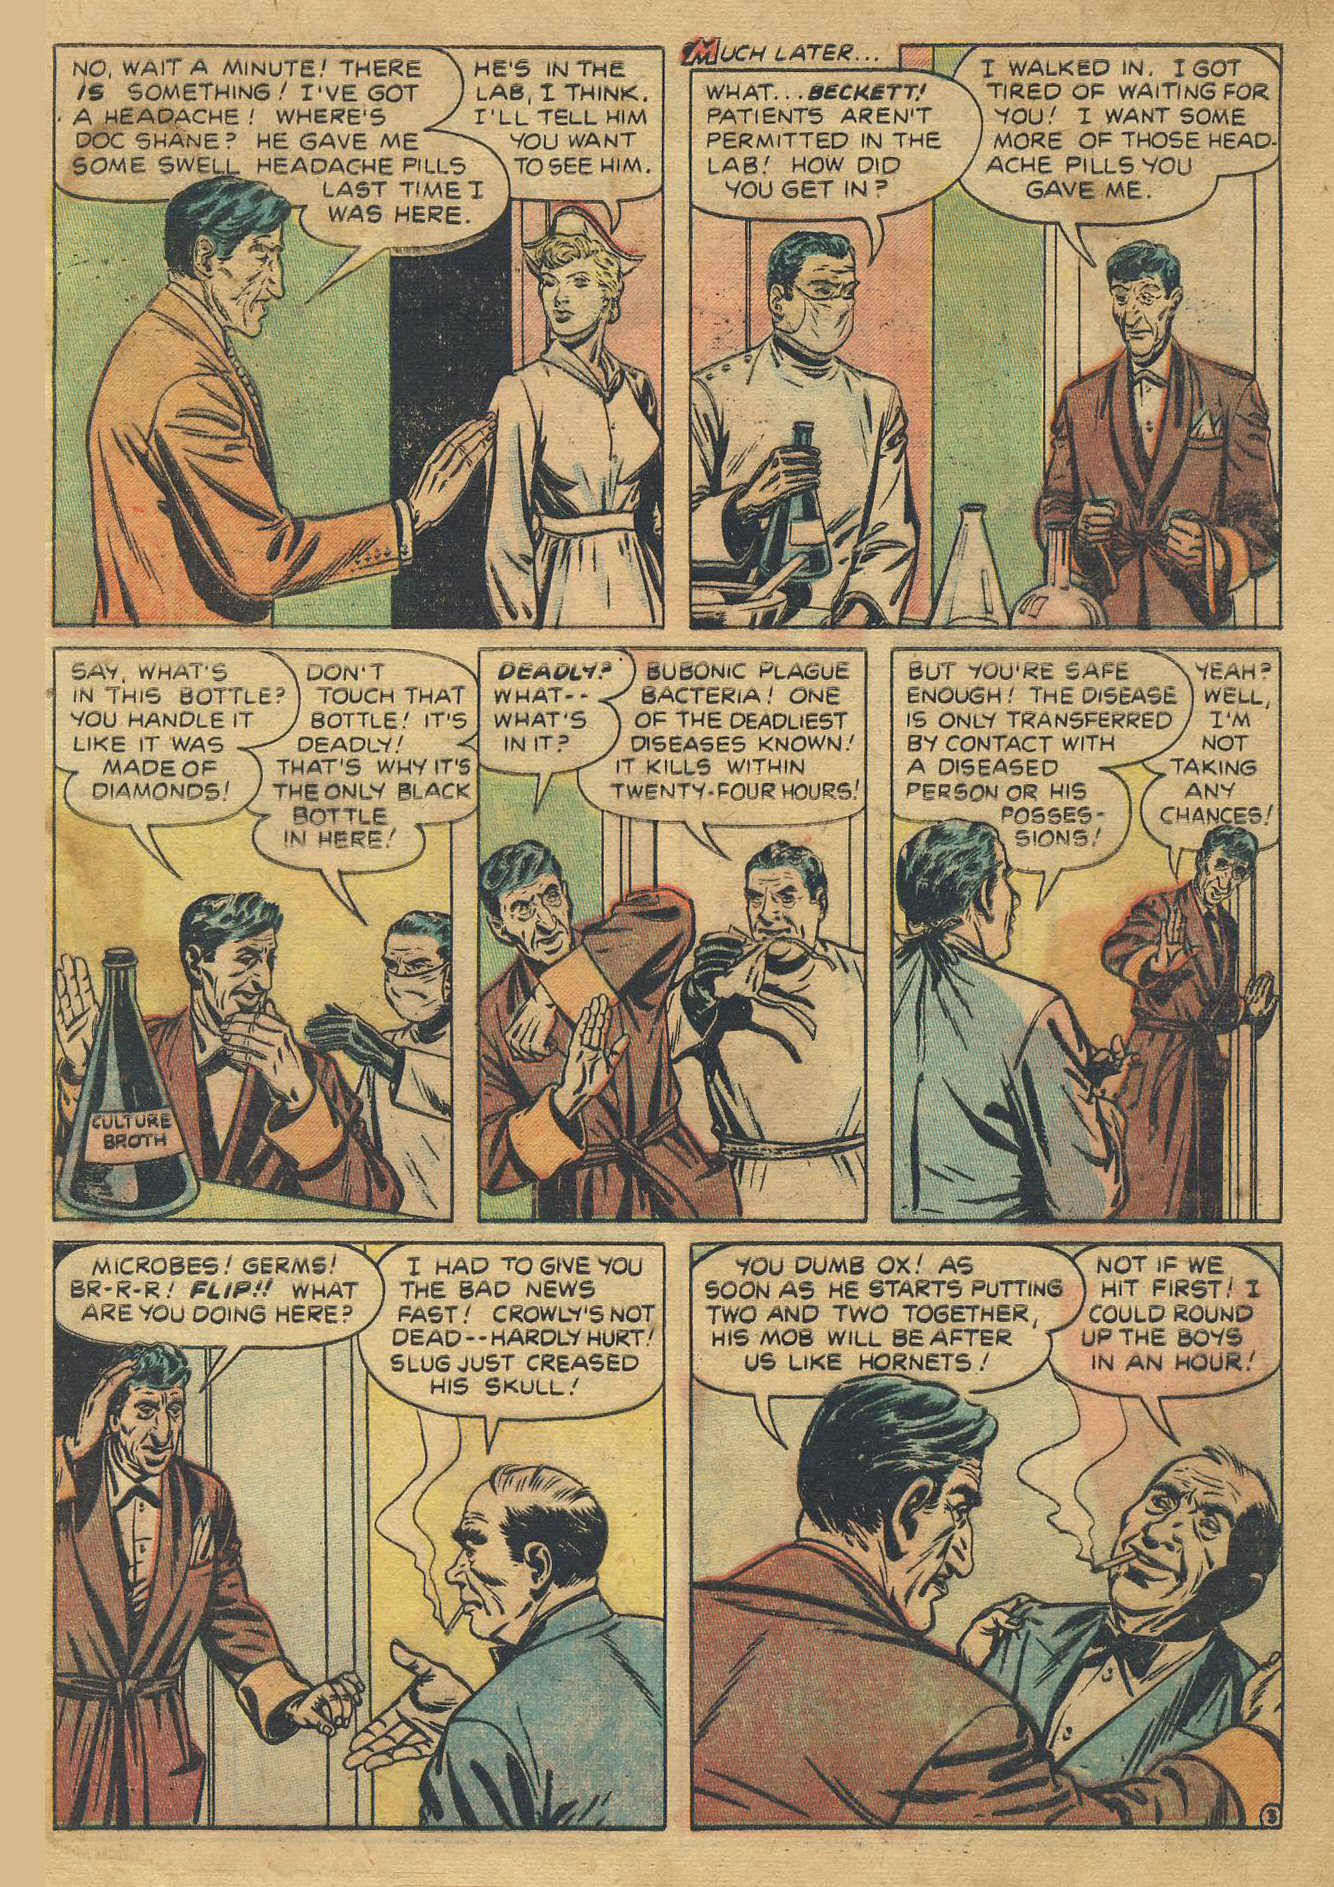 NO, WAIT A MINUTE! THERE
IS SOMETHING! I'VE GOT
A HEADACHE! WHERE'S
DOC SHANE? HE GAVE ME
SOME SWELL HEADACHE PILLS
LAST TIME I
WAS HERE.
HE'S IN THE
LAB, I THINK.
I'LL TELL HIM
YOU WANT
TO SEE HIM.
MUCH LATER...
WHAT... BECKETT!
PATIENTS AREN'T
PERMITTED IN THE
LAB! HOW DID
YOU GET IN?
I WALKED IN. I GOT
TIRED OF WAITING FOR
YOU! I WANT SOME
MORE OF THOSE HEAD-
ACHE PILLS YOU
GAVE ME.
SAY, WHAT'S
IN THIS BOTTLE?
YOU HANDLE IT
LIKE IT WAS
MADE OF
DIAMONDS!
DON'T
TOUCH THAT
BOTTLE! IT'S
DEADLY!
THAT'S WHY IT'S
THE ONLY BLACK
BOTTLE
IN HERE!
CULTURE
BROTH
DEADLY?
WHAT--
WHAT'S
IN IT?
BUBONIC PLAGUE
BACTERIA! ONE
OF THE DEADLIEST
DISEASES KNOWN!
IT KILLS WITHIN
TWENTY-FOUR HOURS!
BUT YOU'RE SAFE
ENOUGH! THE DISEASE
IS ONLY TRANSFERRED
BY CONTACT WITH
A DISEASED
PERSON OR HIS
POSSES-
SIONS!
YEAH?
WELL,
I'M
NOT
TAKING
ANY
CHANCES!
MICROBES! GERMS!
BR-R-R! FLIP!! WHAT
ARE YOU DOING HERE?
I HAD TO GIVE YOU
THE BAD NEWS
FAST! CROWLY'S NOT
DEAD--HARDLY HURT!
SLUG JUST CREASED
HIS SKULL!
YOU DUMB OX! AS
SOON AS HE STARTS PUTTING
TWO AND TWO TOGETHER,
HIS MOB WILL BE AFTER
US LIKE HORNETS!
NOT IF WE
HIT FIRST! I
COULD ROUND
UP THE BOYS
IN AN HOUR!
3